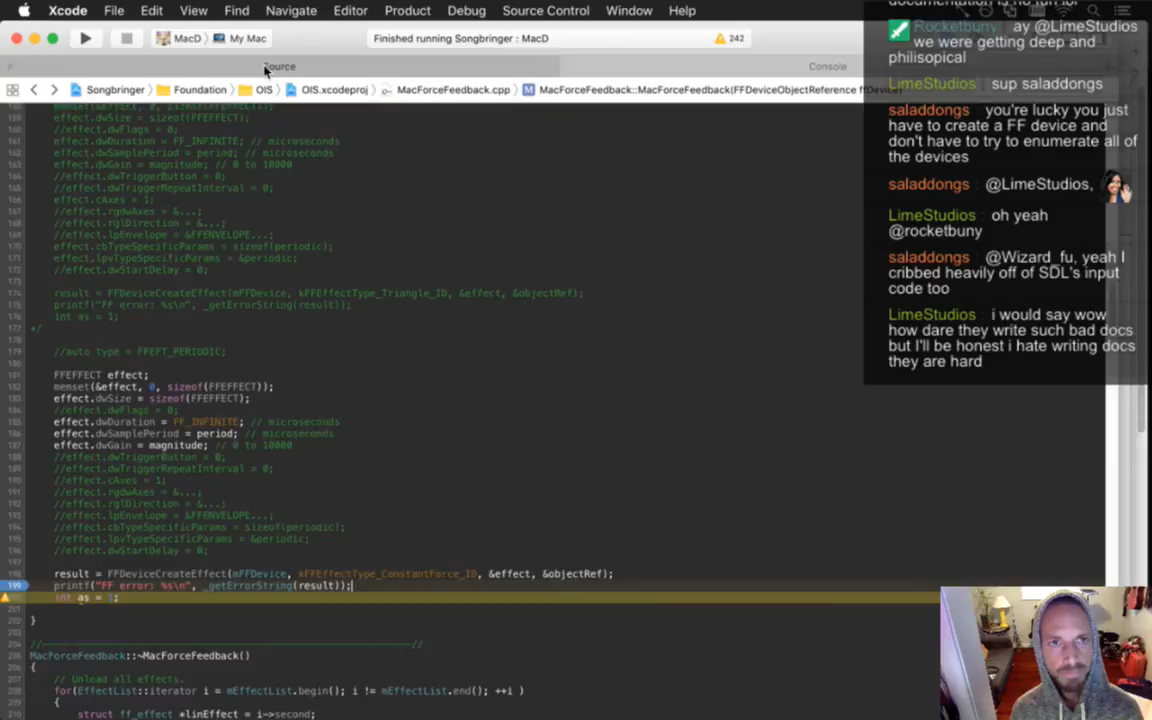 Xcode File Edit View Find Navigate Editor Product Debug Source Control Window Help
MacD My Mac Finished running Songbringer : MacD 242
Source Console
Songbringer Foundation OIS OIS.xcodeproj MacForceFeedback.cpp M MacForceFeedback::MacForceFeedback(FFDeviceObjectReference
effect.dwSize = sizeof(FFEFFECT);
//effect.dwFlags = 0;
effect.dwDuration = FF_INFINITE; // microseconds
effect.dwSamplePeriod = period; // microseconds
effect.dwGain = magnitude; // 0 to 10000
//effect.dwTriggerButton = 0;
//effect.dwTriggerRepeatInterval = 0;
effect.cAxes = 1;
//effect.rgdwAxes = &...;
//effect.rglDirection = &...;
//effect.lpEnvelope = &FFENVELOPE...;
effect.cbTypeSpecificParams = sizeof(periodic);
effect.lpvTypeSpecificParams = &periodic;
//effect.dwStartDelay = 0;
result = FFDeviceCreateEffect(mFFDevice, kFFEffectType_Triangle_ID, &effect, &objectRef);
printf("FF error: %s\n", _getErrorString(result));
int as = 1;
*/
//auto type = FFEFT_PERIODIC;
FFEFFECT effect;
memset(&effect, 0, sizeof(FFEFFECT));
effect.dwSize = sizeof(FFEFFECT);
//effect.dwFlags = 0;
effect.dwDuration = FF_INFINITE; // microseconds
effect.dwSamplePeriod = period; // microseconds
effect.dwGain = magnitude; // 0 to 10000
//effect.dwTriggerButton = 0;
//effect.dwTriggerRepeatInterval = 0;
//effect.cAxes = 1;
//effect.rgdwAxes = &...;
//effect.rglDirection = &...;
//effect.lpEnvelope = &FFENVELOPE...;
//effect.cbTypeSpecificParams = sizeof(periodic);
//effect.lpvTypeSpecificParams = &periodic;
//effect.dwStartDelay = 0;
result = FFDeviceCreateEffect(mFFDevice, kFFEffectType_ConstantForce_ID, &effect, &objectRef);
199 printf("FF error: %s\n", _getErrorString(result));
int as = 1;
}
//
MacForceFeedback::~MacForceFeedback()
{
// Unload all effects.
for(EffectList::iterator i = mEffectList.begin(); i != mEffectList.end(); ++i )
{
struct ff_effect *linEffect = i->second;
documentation is no fun lol
Rocketbuny ay @LimeStudios
we were getting deep and
philisopical
LimeStudios sup saladdongs
saladdongs you're lucky you just
have to create a FF device and
don't have to try to enumerate all of
the devices
saladdongs @LimeStudios,
LimeStudios oh yeah
@rocketbuny
saladdongs @Wizard_fu, yeah I
cribbed heavily off of SDL's input
code too
LimeStudios i would say wow
how dare they write such bad docs
but I'll be honest i hate writing docs
they are hard